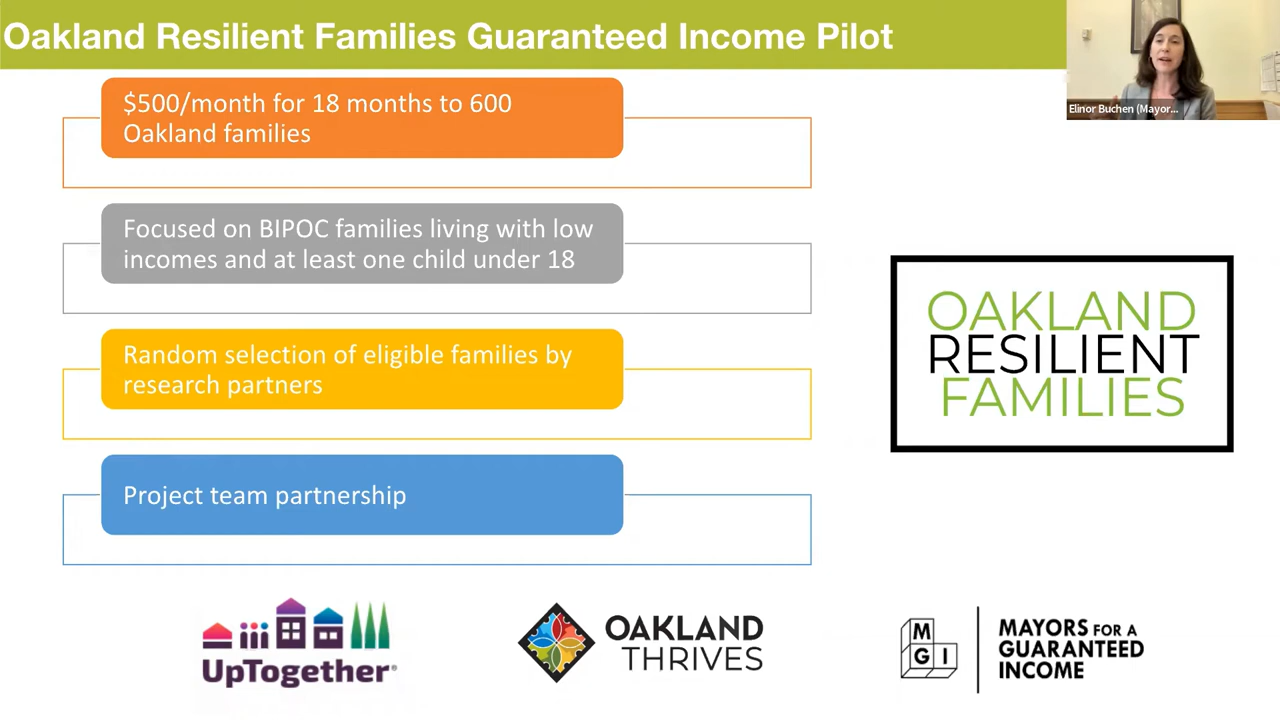 Oakland Resilient Families Guaranteed Income Pilot
Elinor Buchen (Mayor...
$500/month for 18 months to 600
Oakland families
Focused on BIPOC families living with low
incomes and at least one child under 18
Random selection of eligible families by
research partners
Project team partnership
OAKLAND
RESILIENT
FAMILIES
UpTogether®
OAKLAND
THRIVES
M
G I
MAYORS FOR A
GUARANTEED
INCOME